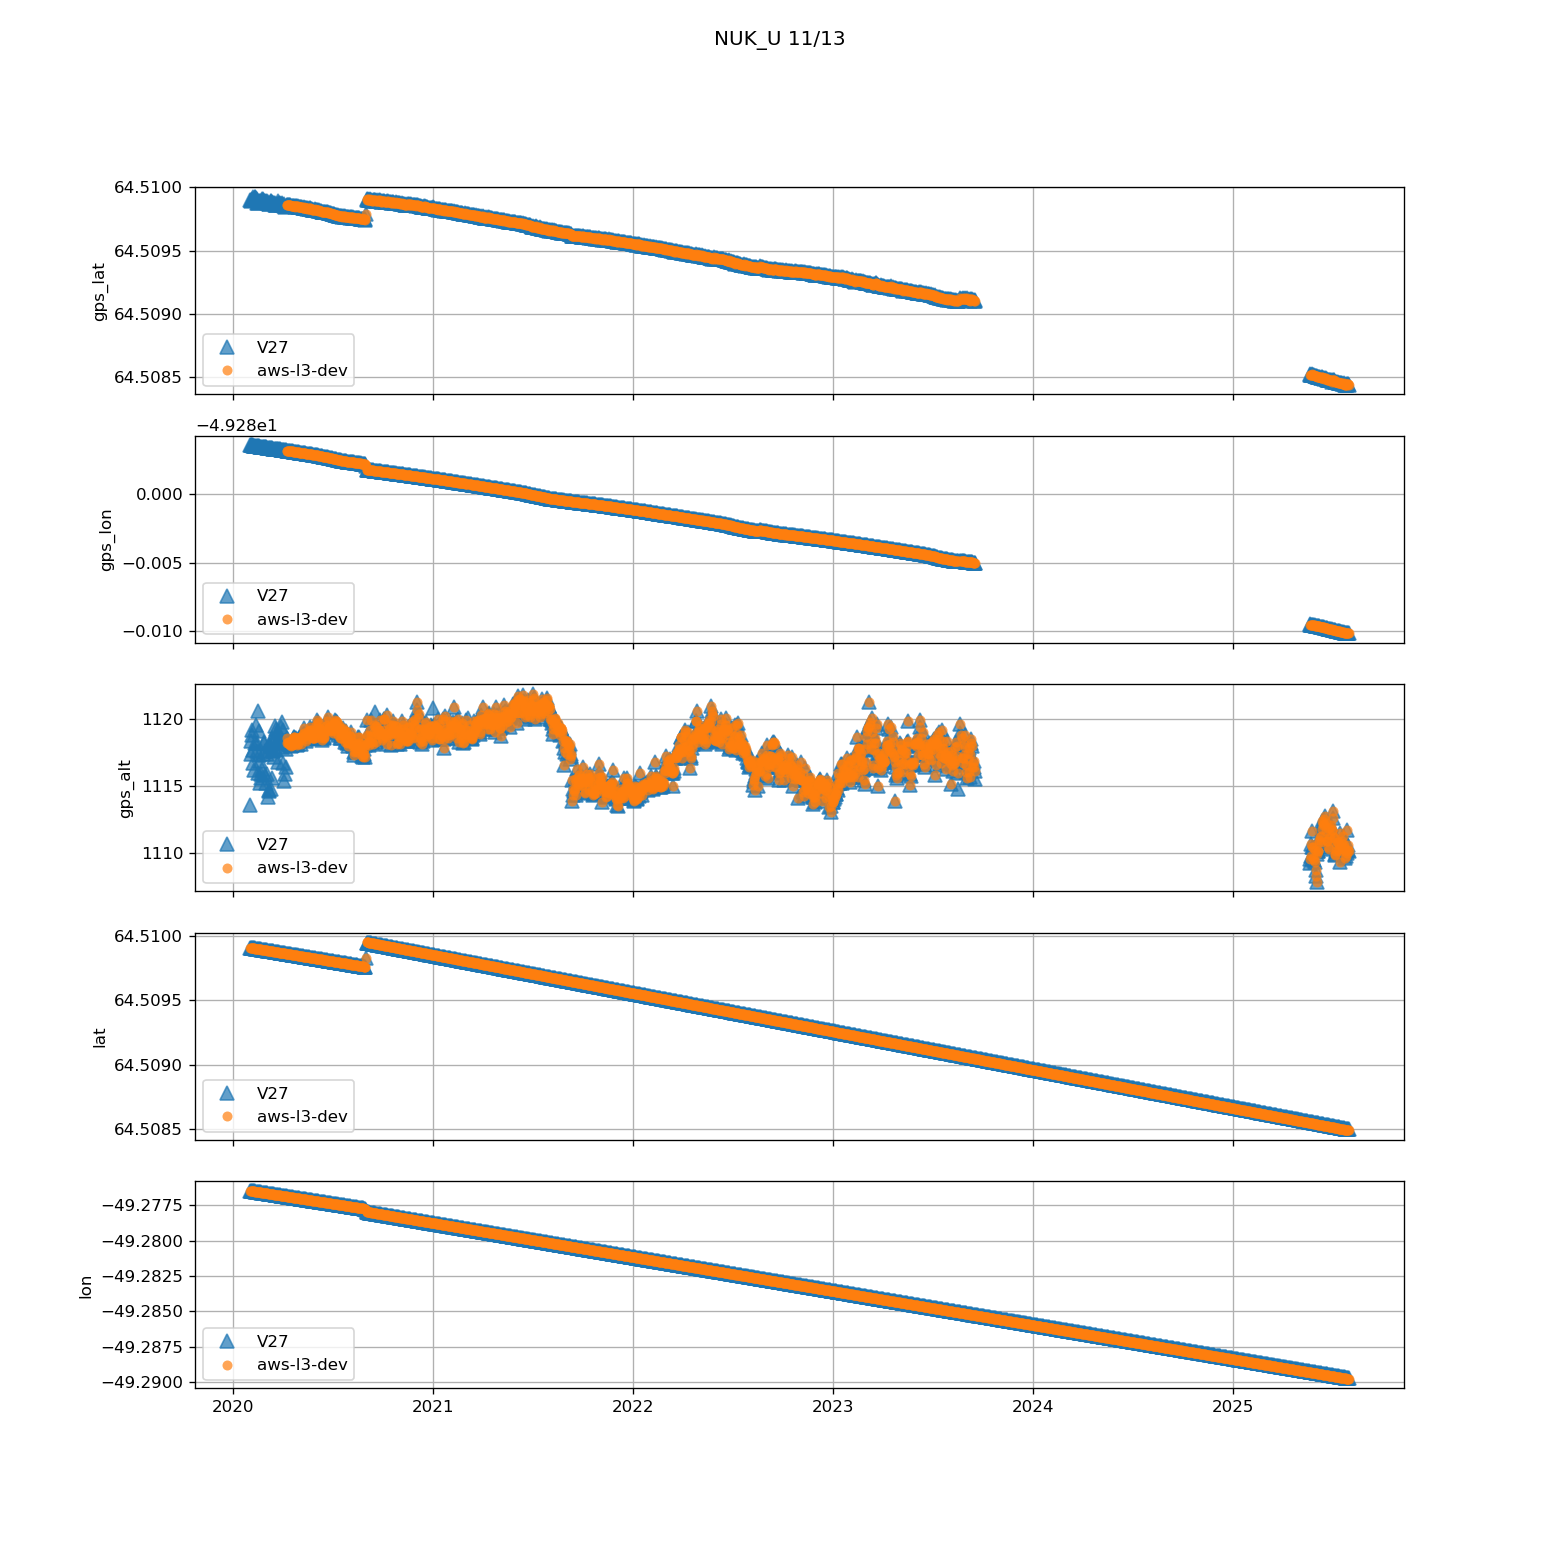 NUK_U 11/13
64.5100
64.5095
64.5090
64.5085
gps_lat
V27
aws-l3-dev
−4.928e1
0.000
−0.005
−0.010
gps_lon
V27
aws-l3-dev
1120
1115
1110
gps_alt
V27
aws-l3-dev
64.5100
64.5095
64.5090
64.5085
lat
V27
aws-l3-dev
−49.2775
−49.2800
−49.2825
−49.2850
−49.2875
−49.2900
lon
V27
aws-l3-dev
2020 2021 2022 2023 2024 2025